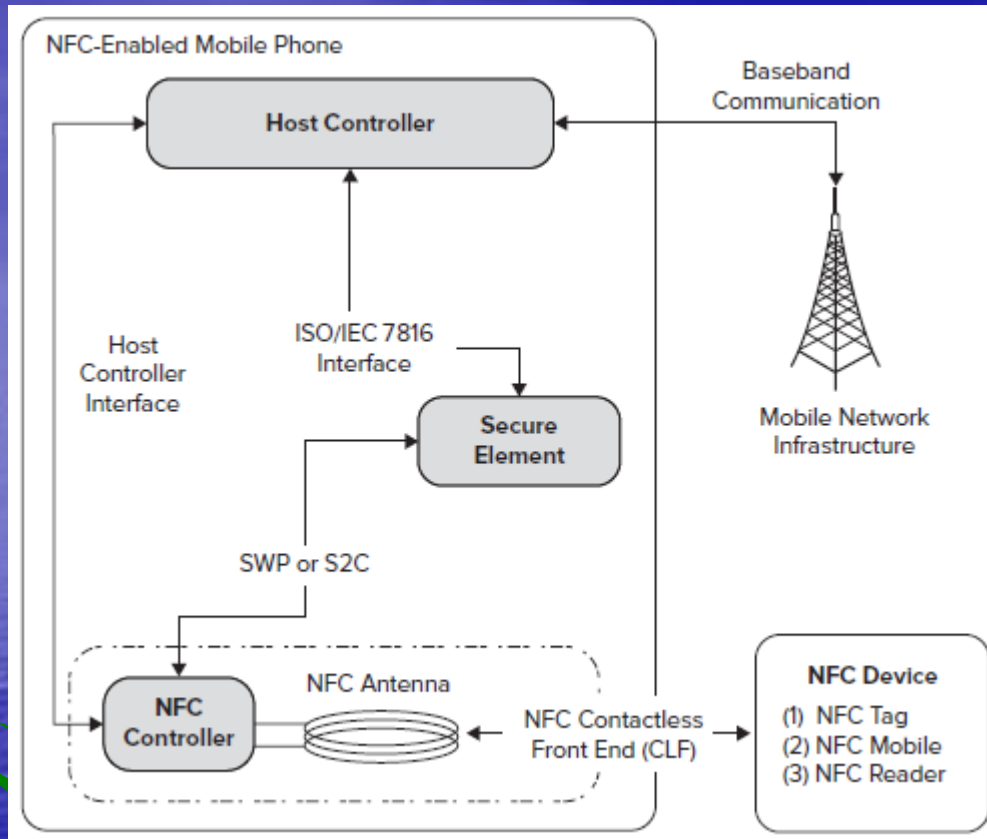 NFC-Enabled Mobile Phone
Host Controller
Baseband
Communication
ISO/IEC 7816
Interface
Host
Controller
Interface
Secure
Element
Mobile Network
Infrastructure
SWP or S2C
NFC
Controller
NFC Antenna
NFC Contactless
Front End (CLF)
NFC Device
(1) NFC Tag
(2) NFC Mobile
(3) NFC Reader